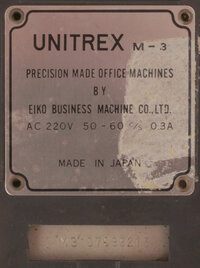 UNITREX M-3
PRECISION MADE OFFICE MACHINES
BY
EIKO BUSINESS MACHINE CO., LTD.
AC 220V 50-60 c/s 0.3A
MADE IN JAPAN